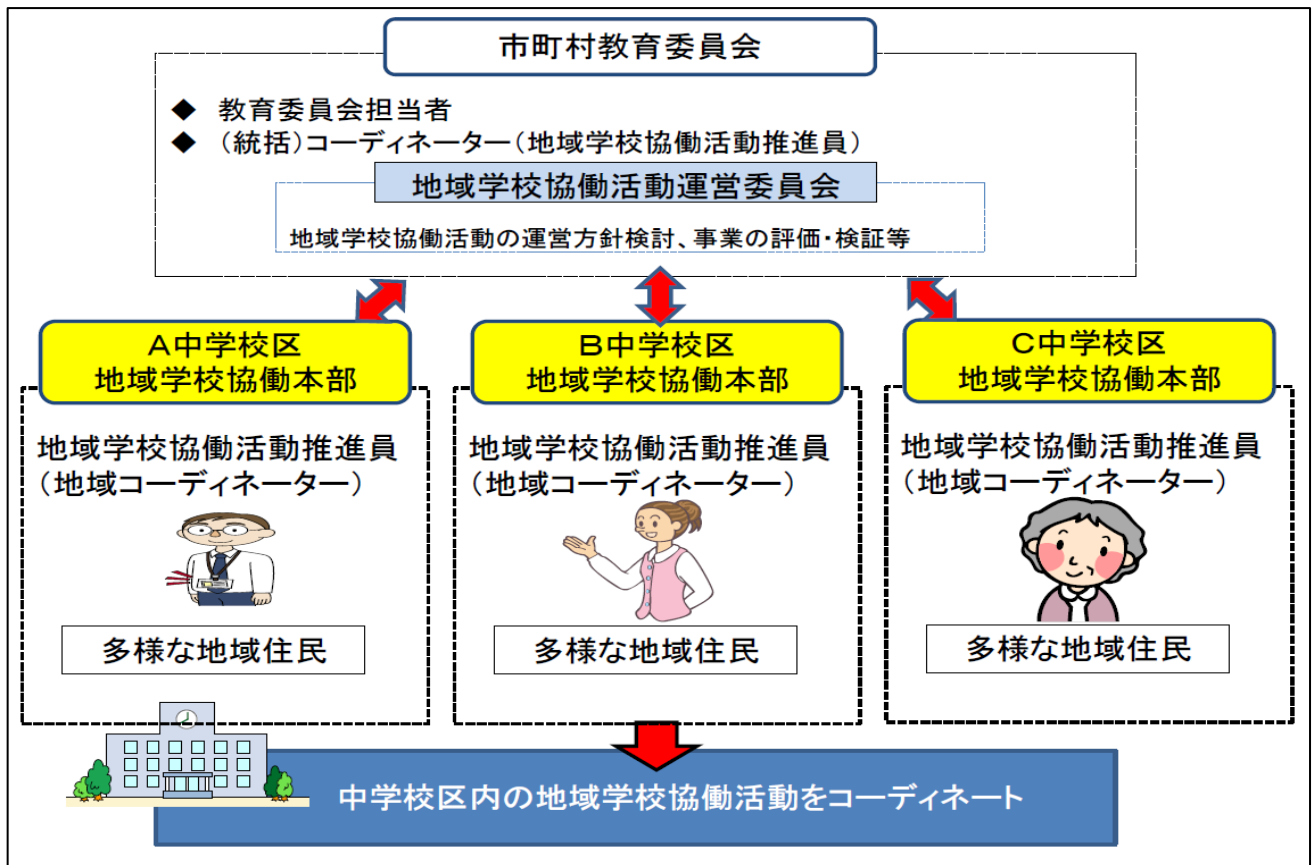 市町村教育委員会
◆ 教育委員会担当者
◆ (統括)コーディネーター(地域学校協働活動推進員)
地域学校協働活動運営委員会
地域学校協働活動の運営方針検討、事業の評価・検証等
A中学校区
地域学校協働本部
地域学校協働活動推進員
(地域コーディネーター)
多様な地域住民
B中学校区
地域学校協働本部
地域学校協働活動推進員
(地域コーディネーター)
多様な地域住民
C中学校区
地域学校協働本部
地域学校協働活動推進員
(地域コーディネーター)
多様な地域住民
中学校区内の地域学校協働活動をコーディネート